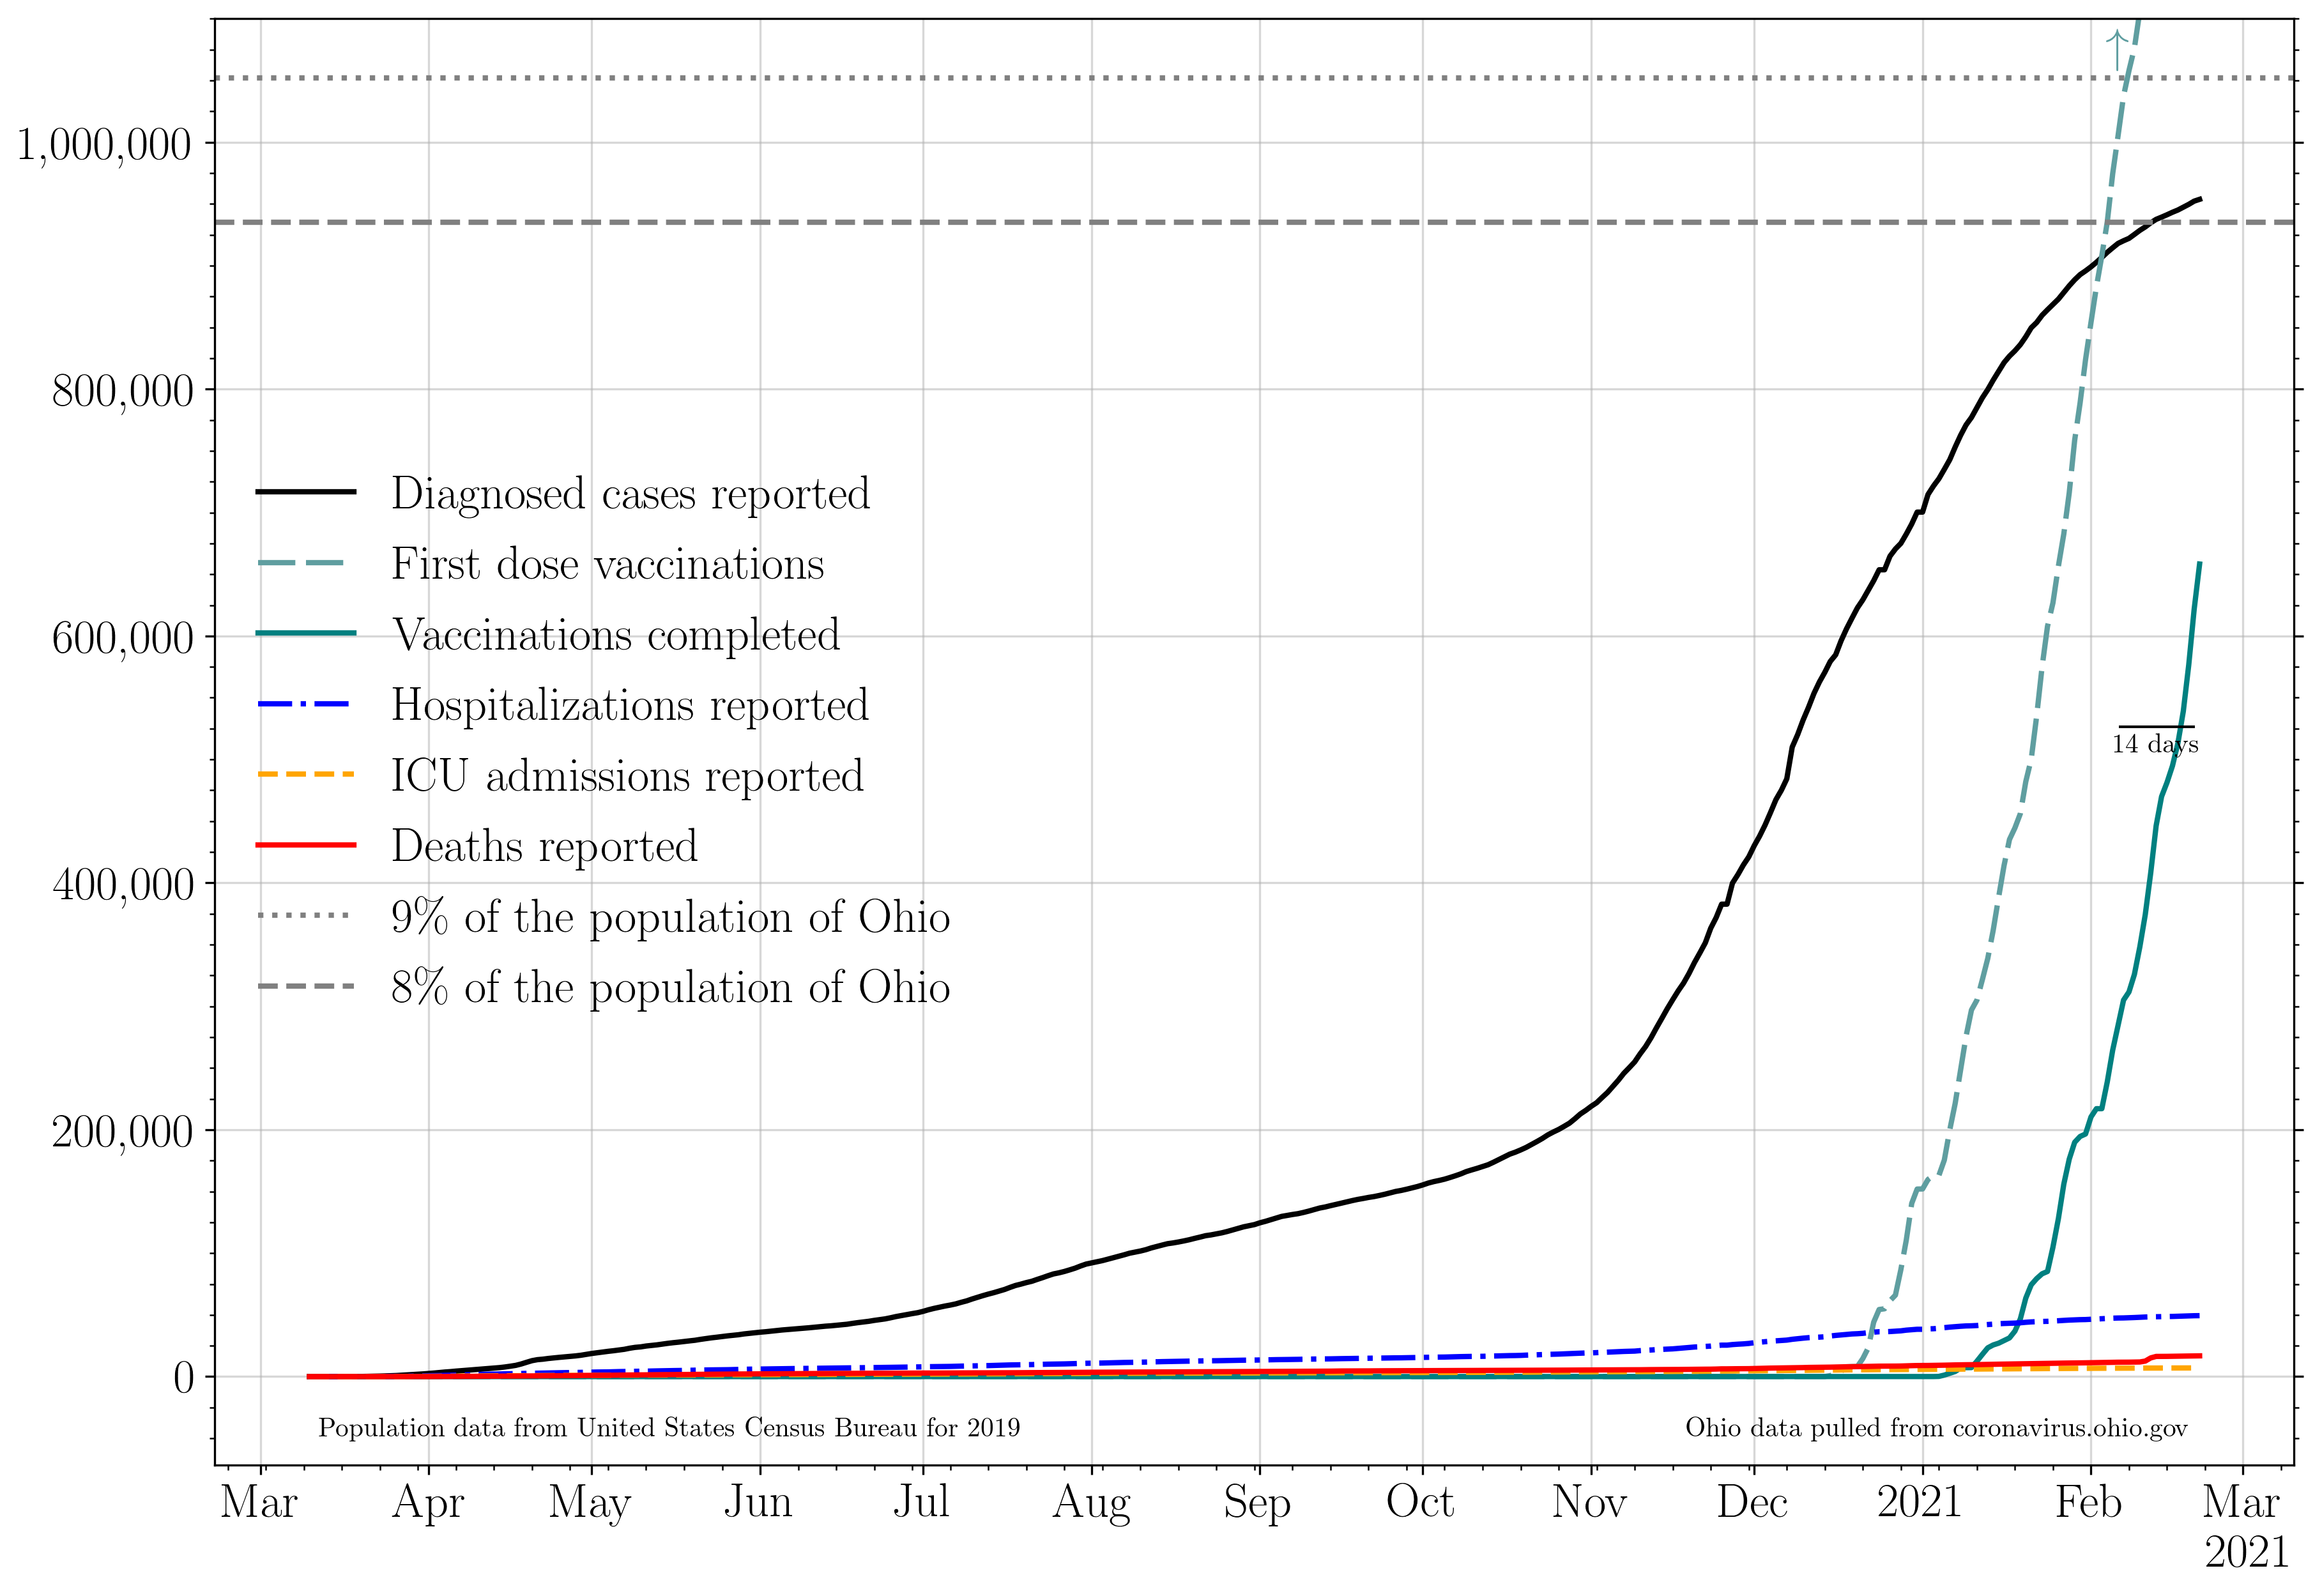 1,000,000
800,000
600,000
400,000
200,000
0
Diagnosed cases reported
First dose vaccinations
Vaccinations completed
Hospitalizations reported
ICU admissions reported
Deaths reported
9% of the population of Ohio
8% of the population of Ohio
14 days
Population data from United States Census Bureau for 2019
Ohio data pulled from coronavirus.ohio.gov
Mar Apr May Jun Jul Aug Sep Oct Nov Dec 2021 Feb Mar
2021